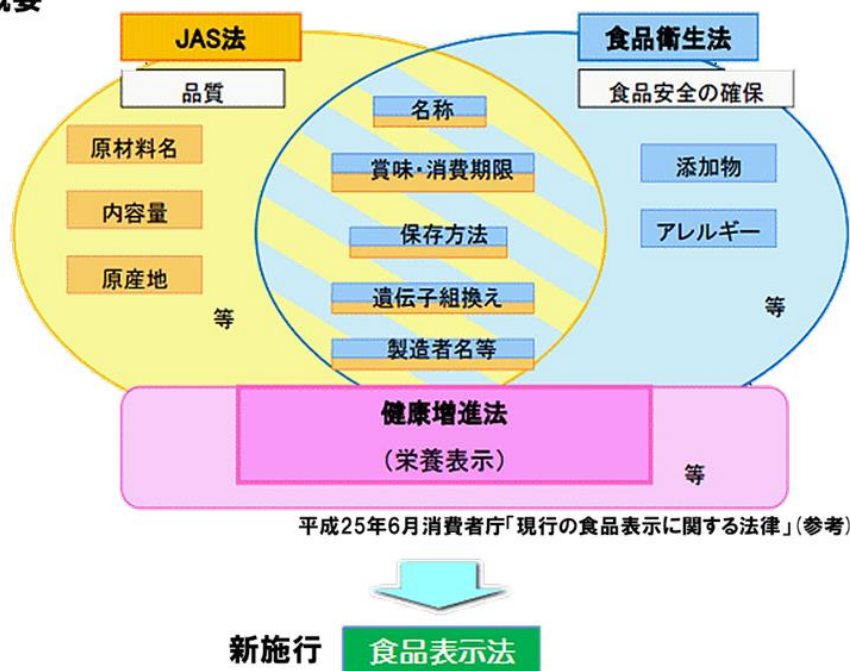 概要
JAS法
食品衛生法
品質
食品安全の確保
名称
原材料名
賞味・消費期限
添加物
内容量
保存方法
アレルギー
原産地
遺伝子組換え
等
等
製造者名等
健康増進法
(栄養表示)
等
平成25年6月消費者庁「現行の食品表示に関する法律」(参考)
新施行 食品表示法